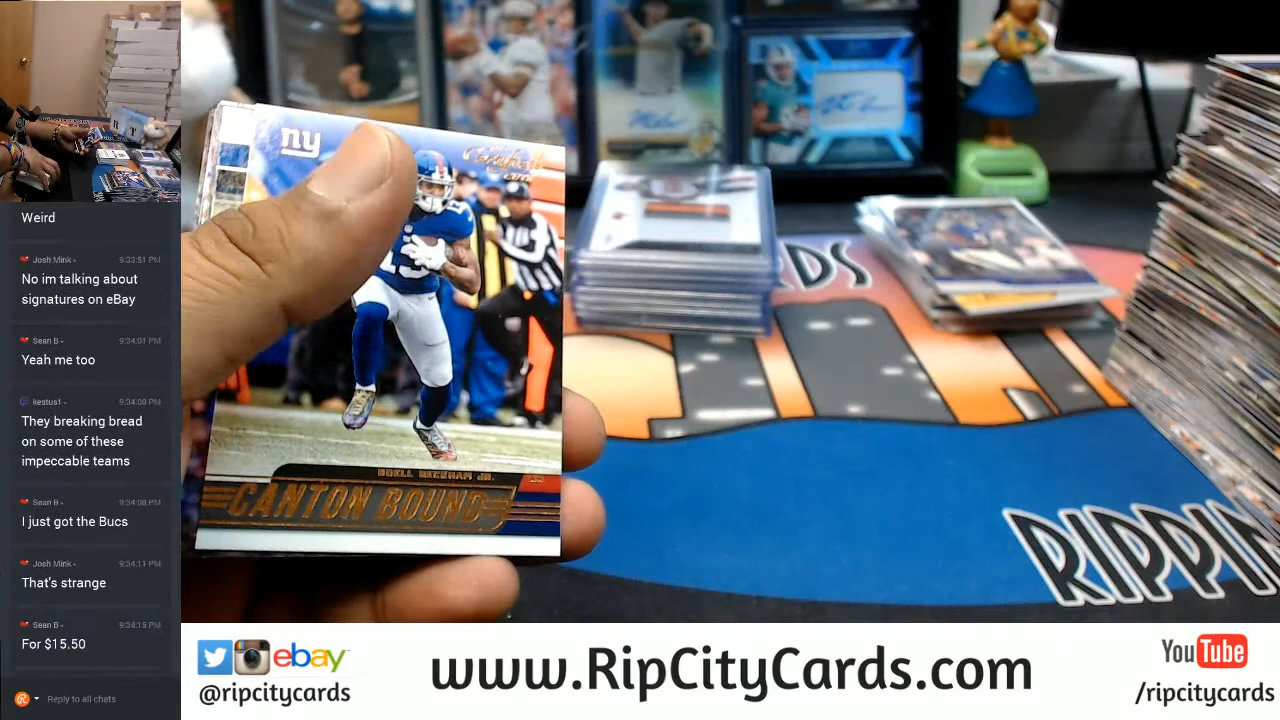 Weird
Josh Mink - 9:33:51 PM
No im talking about
signatures on eBay
Sean B - 9:34:01 PM
Yeah me too
kestus1 - 9:34:08 PM
They breaking bread
on some of these
impeccable teams
Sean B - 9:34:08 PM
I just got the Bucs
Josh Mink - 9:34:11 PM
That's strange
Sean B - 9:34:15 PM
For $15.50
Reply to all chats
ny
13
ODELL BECKHAM JR.
CANTON BOUND
RDS
RIPPIN
ebay
@ripcitycards
www.RipCityCards.com
YouTube
/ripcitycards